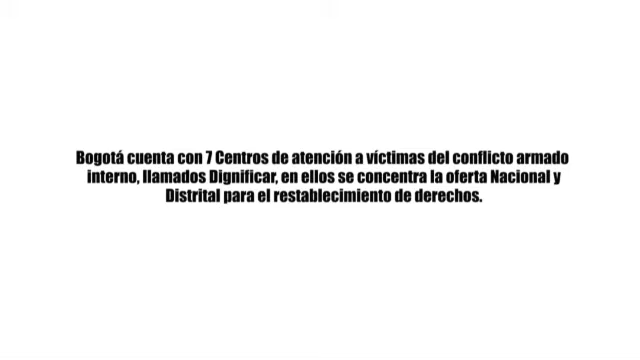 Bogotá cuenta con 7 Centros de atención a víctimas del conflicto armado
interno, llamados Dignificar, en ellos se concentra la oferta Nacional y
Distrital para el restablecimiento de derechos.